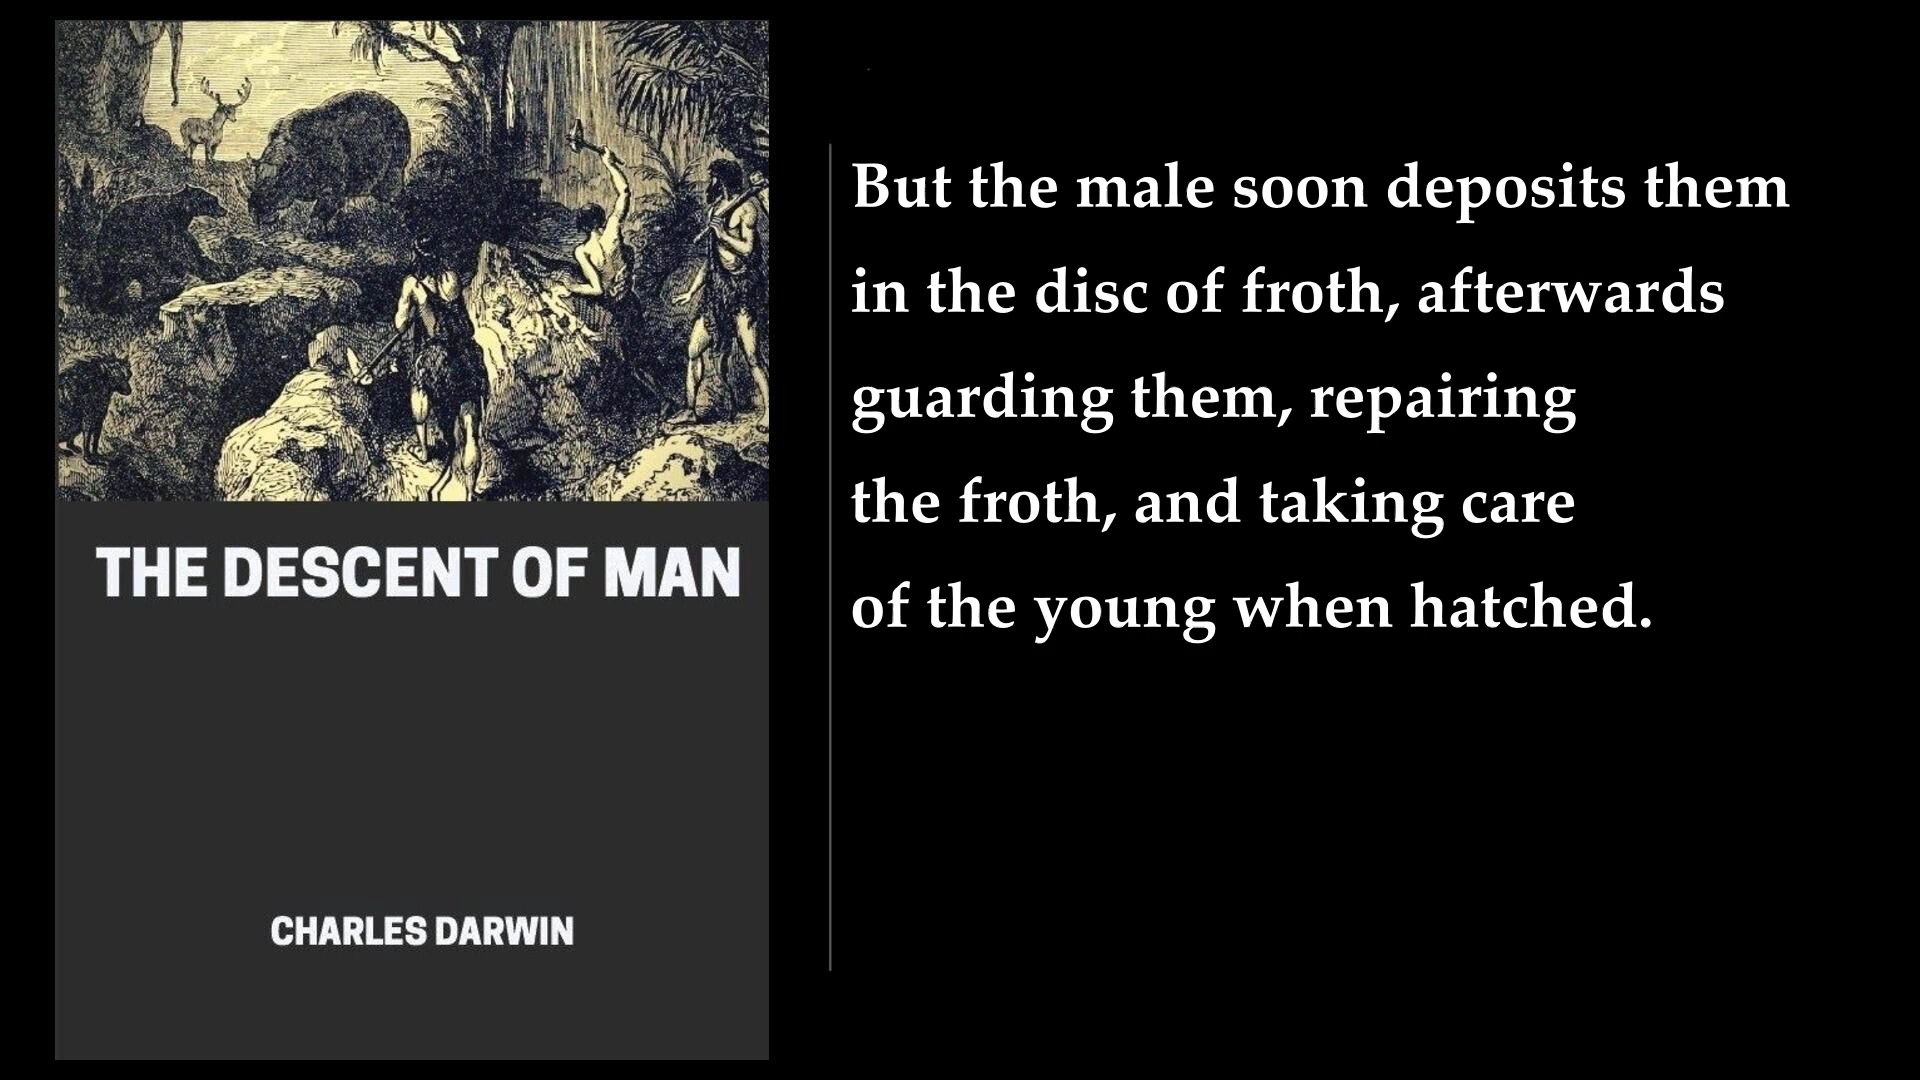 THE DESCENT OF MAN
CHARLES DARWIN
But the male soon deposits them
in the disc of froth, afterwards
guarding them, repairing
the froth, and taking care
of the young when hatched.